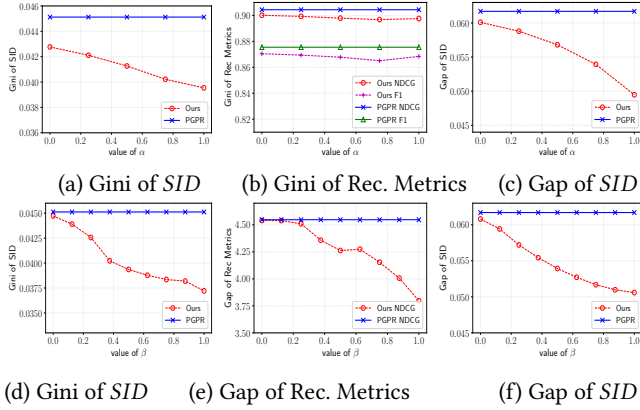 0.046
0.044
0.042
0.040
0.038
0.036
Gini of SID
Ours
PGPR
0.0 0.2 0.4 0.6 0.8 1.0
value of α
(a) Gini of SID
0.90
0.88
0.86
0.84
0.82
Gini of Rec Metrics
Ours NDCG
Ours F1
PGPR NDCG
PGPR F1
0.0 0.2 0.4 0.6 0.8 1.0
value of α
(b) Gini of Rec. Metrics
0.060
0.055
0.050
0.045
Gap of SID
Ours
PGPR
0.0 0.2 0.4 0.6 0.8 1.0
value of α
(c) Gap of SID
0.0450
0.0425
0.0400
0.0375
0.0350
Gini of SID
Ours
PGPR
0.0 0.2 0.4 0.6 0.8 1.0
value of β
(d) Gini of SID
4.50
4.25
4.00
3.75
3.50
Gap of Rec Metrics
Ours NDCG
PGPR NDCG
0.0 0.2 0.4 0.6 0.8 1.0
value of β
(e) Gap of Rec. Metrics
0.060
0.055
0.050
0.045
Gap of SID
Ours
PGPR
0.0 0.2 0.4 0.6 0.8 1.0
value of β
(f) Gap of SID